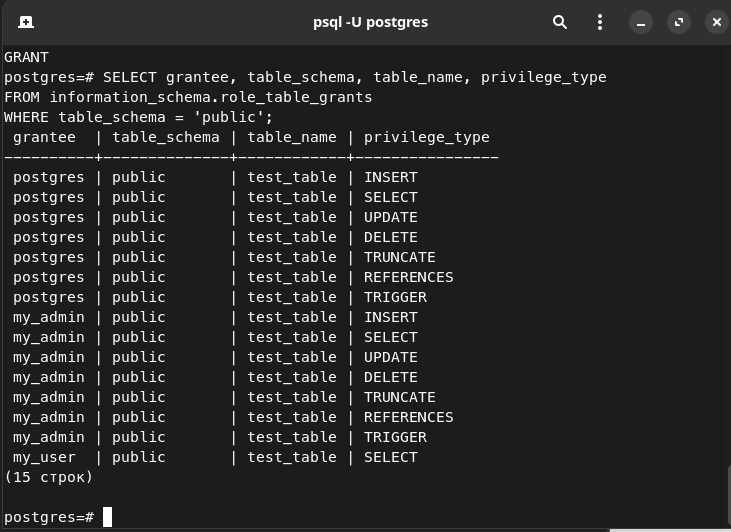 psql -U postgres
GRANT
postgres=# SELECT grantee, table_schema, table_name, privilege_type
FROM information_schema.role_table_grants
WHERE table_schema = 'public';
 grantee  | table_schema | table_name | privilege_type
----------+--------------+------------+----------------
 postgres | public       | test_table | INSERT
 postgres | public       | test_table | SELECT
 postgres | public       | test_table | UPDATE
 postgres | public       | test_table | DELETE
 postgres | public       | test_table | TRUNCATE
 postgres | public       | test_table | REFERENCES
 postgres | public       | test_table | TRIGGER
 my_admin | public       | test_table | INSERT
 my_admin | public       | test_table | SELECT
 my_admin | public       | test_table | UPDATE
 my_admin | public       | test_table | DELETE
 my_admin | public       | test_table | TRUNCATE
 my_admin | public       | test_table | REFERENCES
 my_admin | public       | test_table | TRIGGER
 my_user  | public       | test_table | SELECT
(15 строк)
postgres=#